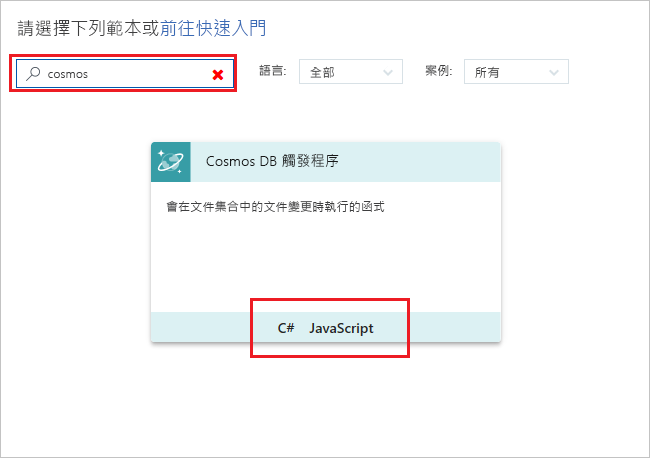 請選擇下列範本或前往快速入門
cosmos 語言: 全部 案例: 所有
Cosmos DB 觸發程序
會在文件集合中的文件變更時執行的函式
C# JavaScript